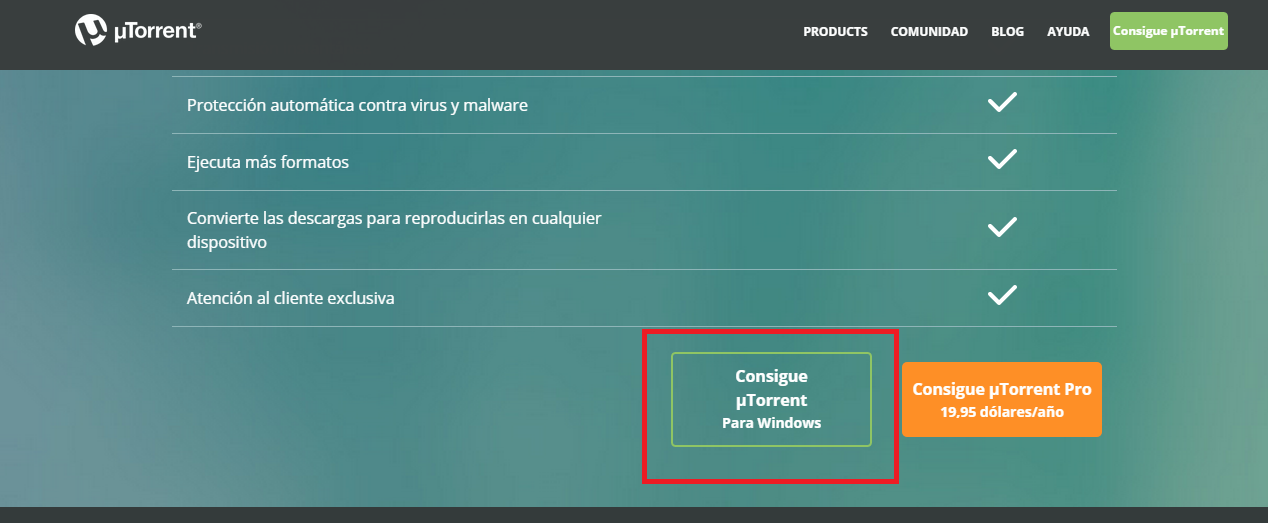 µTorrent®
PRODUCTS
COMUNIDAD
BLOG
AYUDA
Consigue µTorrent
Protección automática contra virus y malware
Ejecuta más formatos
Convierte las descargas para reproducirlas en cualquier
dispositivo
Atención al cliente exclusiva
Consigue
µTorrent
Para Windows
Consigue µTorrent Pro
19,95 dólares/año